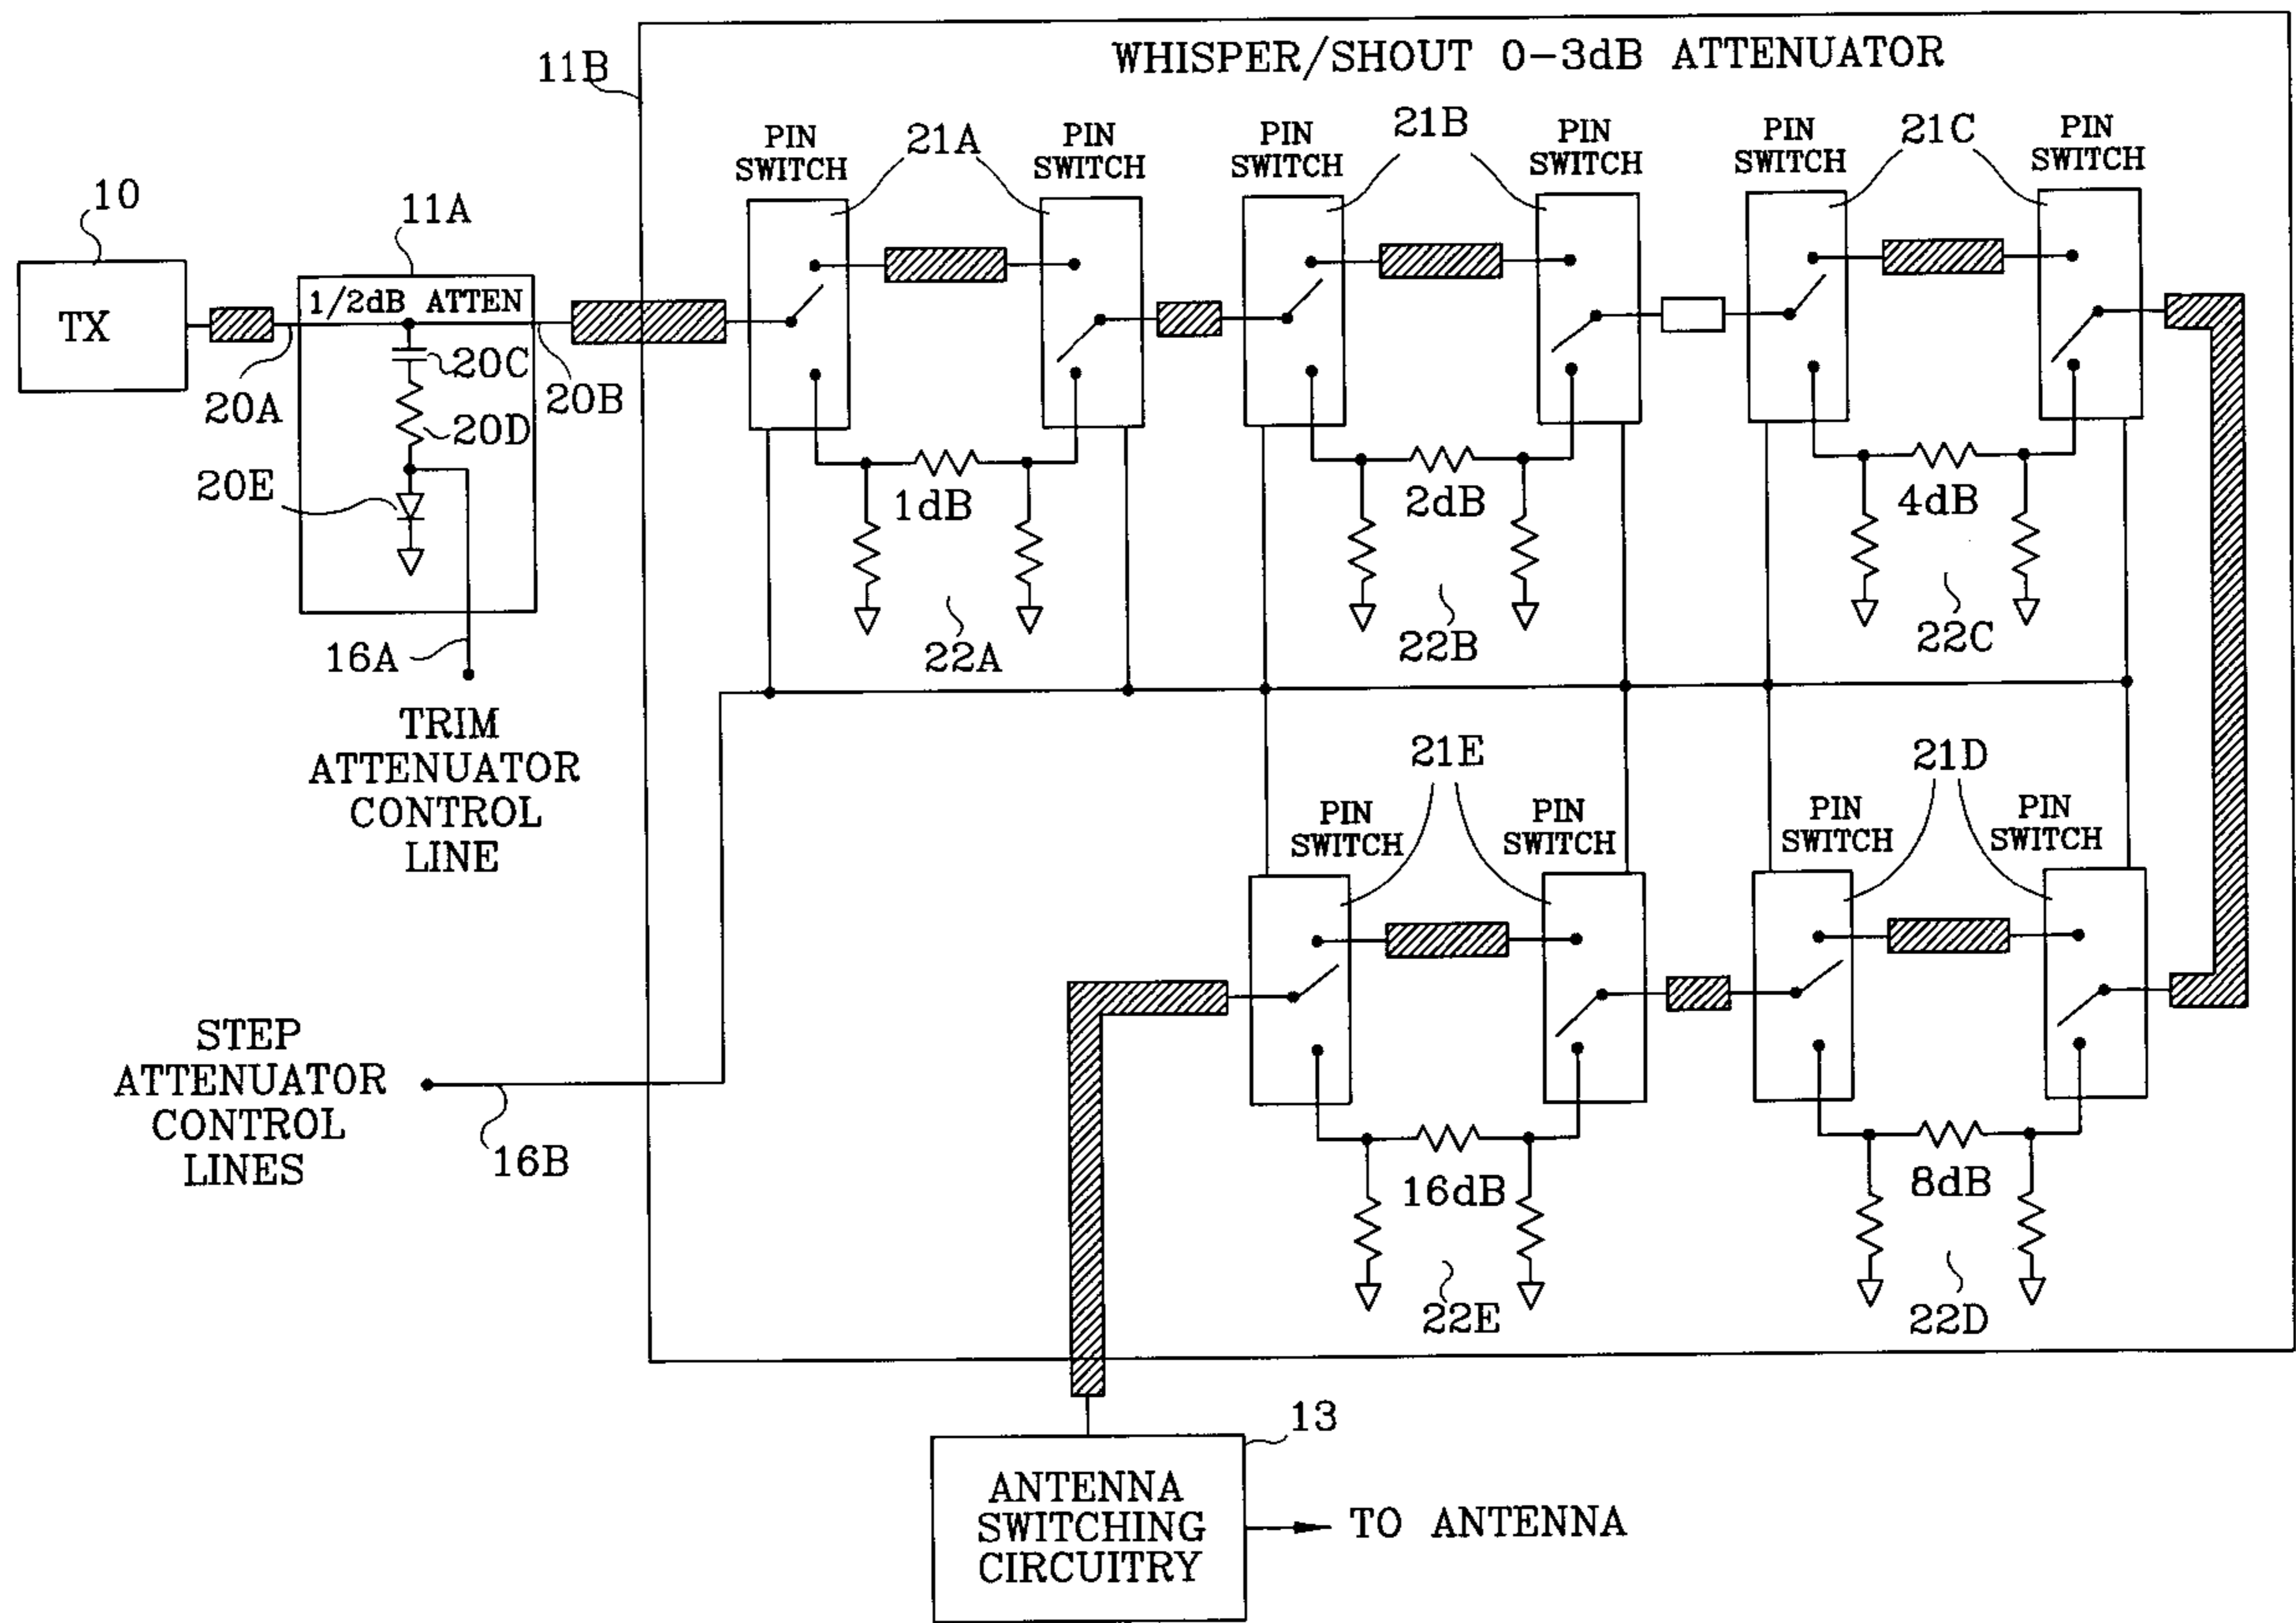 WHISPER/SHOUT 0-3dB ATTENUATOR
11B
PIN
SWITCH
21A
PIN
SWITCH
PIN
SWITCH
21B
PIN
SWITCH
PIN
SWITCH
21C
PIN
SWITCH
10
11A
TX
1/2dB ATTEN
20A
20C
20B
20D
20E
1dB
2dB
4dB
22A
22B
22C
16A
TRIM
ATTENUATOR
CONTROL
LINE
21E
21D
PIN
SWITCH
PIN
SWITCH
PIN
SWITCH
PIN
SWITCH
STEP
ATTENUATOR
CONTROL
LINES
16B
16dB
8dB
22E
22D
13
ANTENNA
SWITCHING
CIRCUITRY
TO ANTENNA